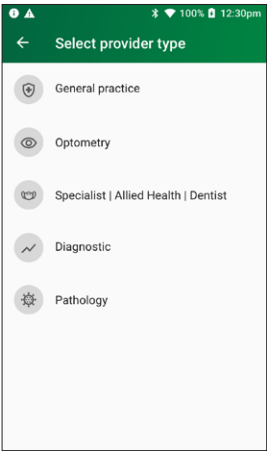 100% 12:30pm
Select provider type
General practice
Optometry
Specialist | Allied Health | Dentist
Diagnostic
Pathology